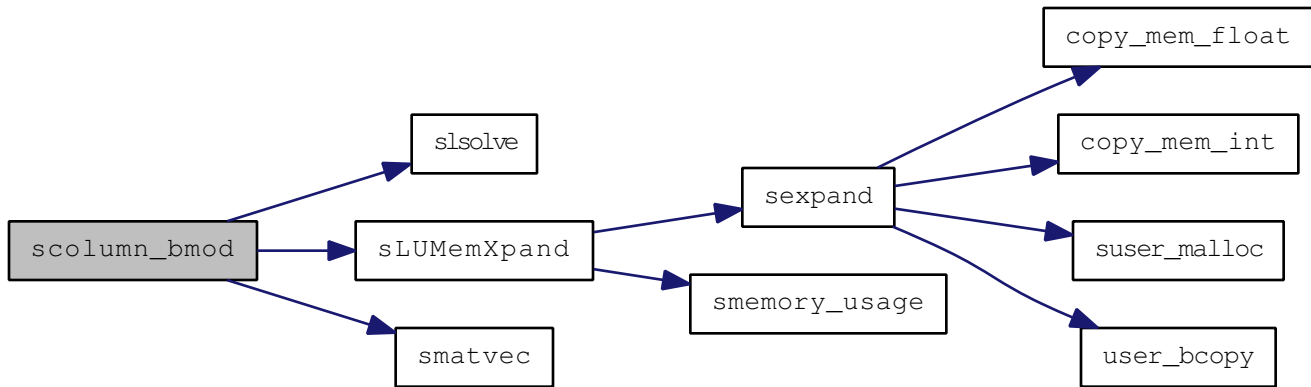 copy_mem_float
slsolve
copy_mem_int
sexpand
scolumn_bmod
sLUMemXpand
suser_malloc
smemory_usage
smatvec
user_bcopy